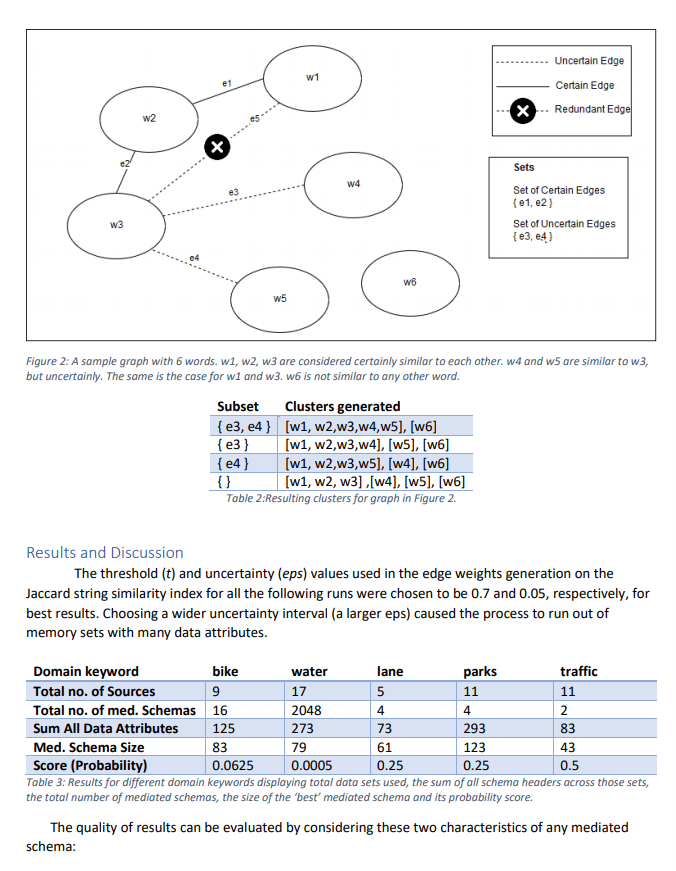 w1
e1
w2
e5
e2
w4
e3
w3
e4
w6
w5
Uncertain Edge
Certain Edge
Redundant Edge
Sets
Set of Certain Edges
{ e1, e2 }
Set of Uncertain Edges
{ e3, e4 }
Figure 2: A sample graph with 6 words. w1, w2, w3 are considered certainly similar to each other. w4 and w5 are similar to w3,
but uncertainly. The same is the case for w1 and w3. w6 is not similar to any other word.
Subset Clusters generated
{ e3, e4 } [w1, w2,w3,w4,w5], [w6]
{ e3 } [w1, w2,w3,w4], [w5], [w6]
{ e4 } [w1, w2,w3,w5], [w4], [w6]
{ } [w1, w2, w3] ,[w4], [w5], [w6]
Table 2:Resulting clusters for graph in Figure 2.
Results and Discussion
The threshold (t) and uncertainty (eps) values used in the edge weights generation on the
Jaccard string similarity index for all the following runs were chosen to be 0.7 and 0.05, respectively, for
best results. Choosing a wider uncertainty interval (a larger eps) caused the process to run out of
memory sets with many data attributes.
Domain keyword bike water lane parks traffic
Total no. of Sources 9 17 5 11 11
Total no. of med. Schemas 16 2048 4 4 2
Sum All Data Attributes 125 273 73 293 83
Med. Schema Size 83 79 61 123 43
Score (Probability) 0.0625 0.0005 0.25 0.25 0.5
Table 3: Results for different domain keywords displaying total data sets used, the sum of all schema headers across those sets,
the total number of mediated schemas, the size of the ‘best’ mediated schema and its probability score.
The quality of results can be evaluated by considering these two characteristics of any mediated
schema: